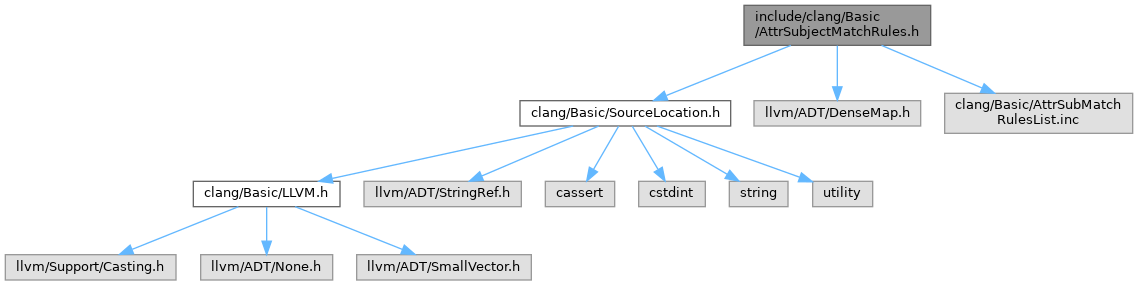 include/clang/Basic
/AttrSubjectMatchRules.h
clang/Basic/SourceLocation.h
llvm/ADT/DenseMap.h
clang/Basic/AttrSubMatch
RulesList.inc
clang/Basic/LLVM.h
llvm/ADT/StringRef.h
cassert
cstdint
string
utility
llvm/Support/Casting.h
llvm/ADT/None.h
llvm/ADT/SmallVector.h